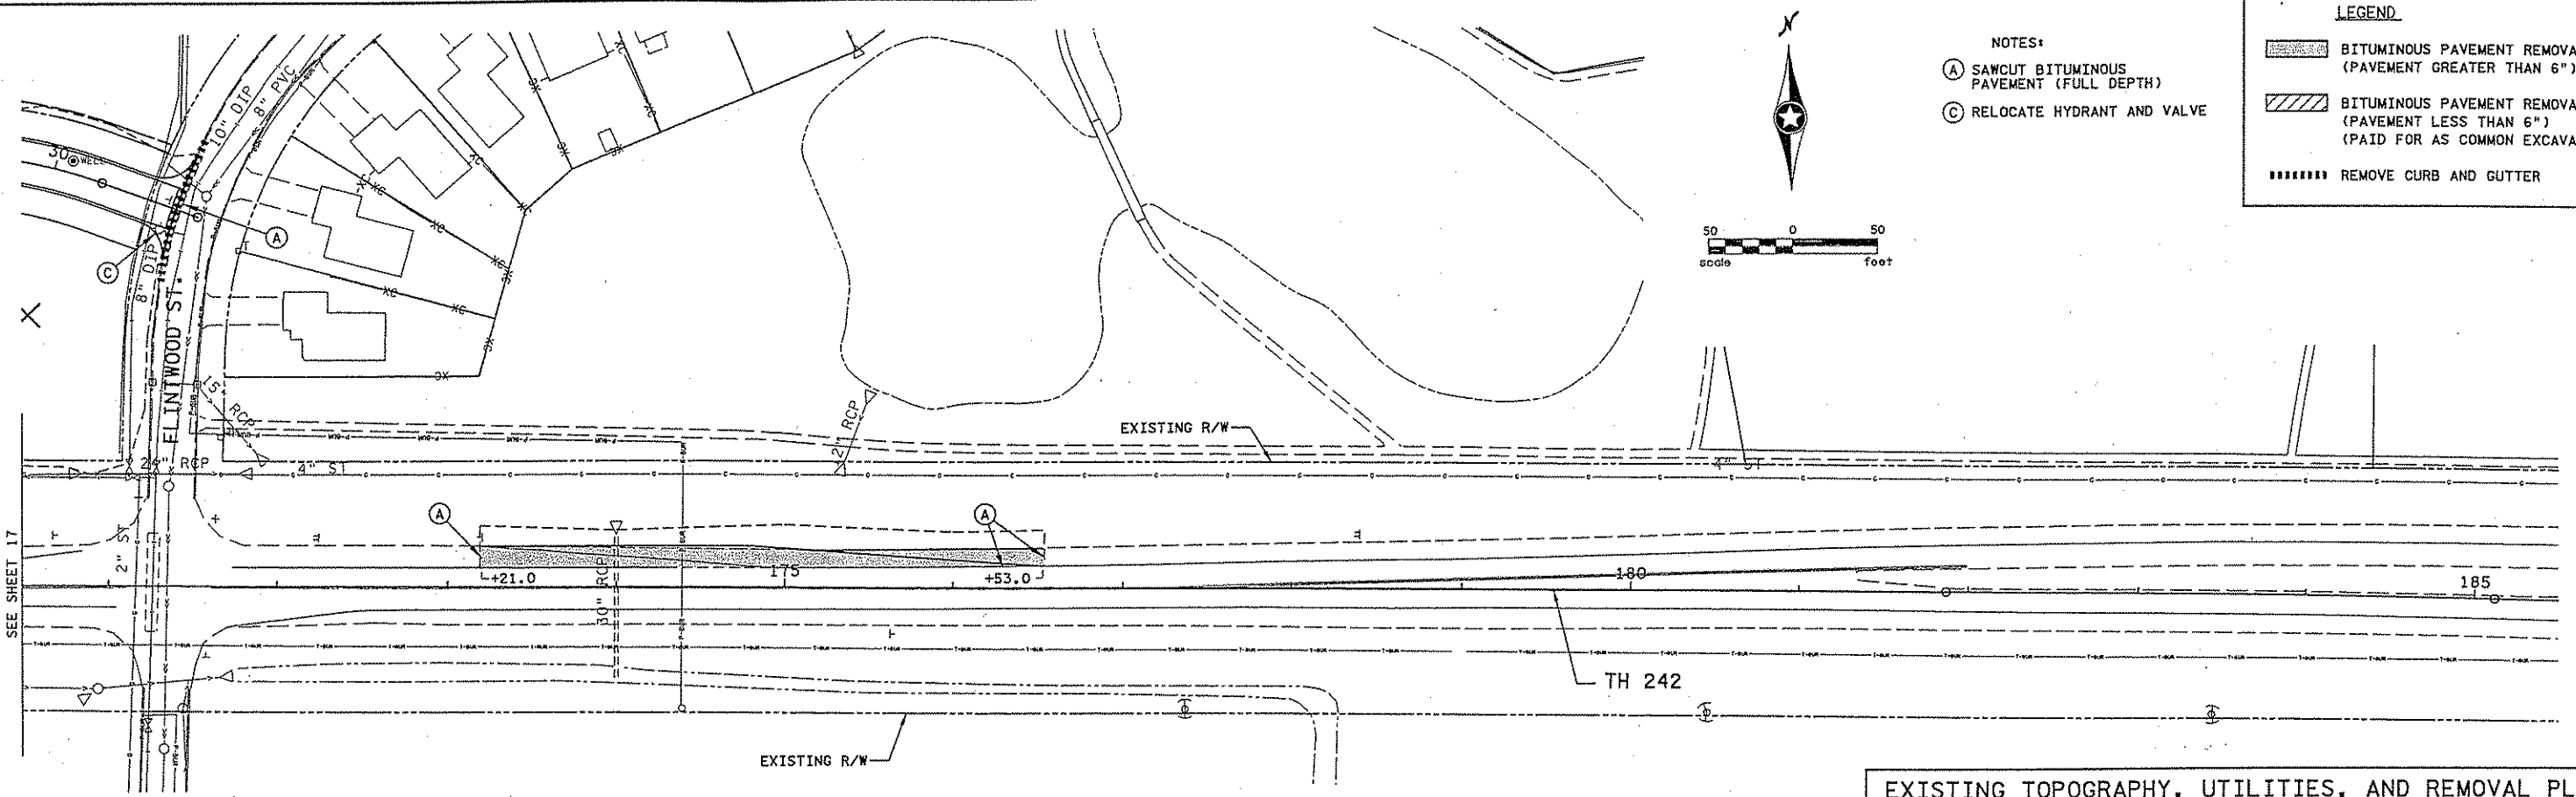 LEGEND
BITUMINOUS PAVEMENT REMOVA
(PAVEMENT GREATER THAN 6")
BITUMINOUS PAVEMENT REMOVA
(PAVEMENT LESS THAN 6")
(PAID FOR AS COMMON EXCAVA
REMOVE CURB AND GUTTER
N
NOTES:
A SAWCUT BITUMINOUS
PAVEMENT (FULL DEPTH)
C RELOCATE HYDRANT AND VALVE
50 0 50
scale feet
10" DIP
8" PVC
30
WELL
A
C
8" DIP
FLINTWOOD ST.
15" RCP
RCP
4" ST
21" RCP
EXISTING R/W
4" ST
A
A
2" ST
+21.0
30" RCP
175
+53.0
180
185
SEE SHEET 17
TH 242
EXISTING R/W
EXISTING TOPOGRAPHY, UTILITIES, AND REMOVAL PL